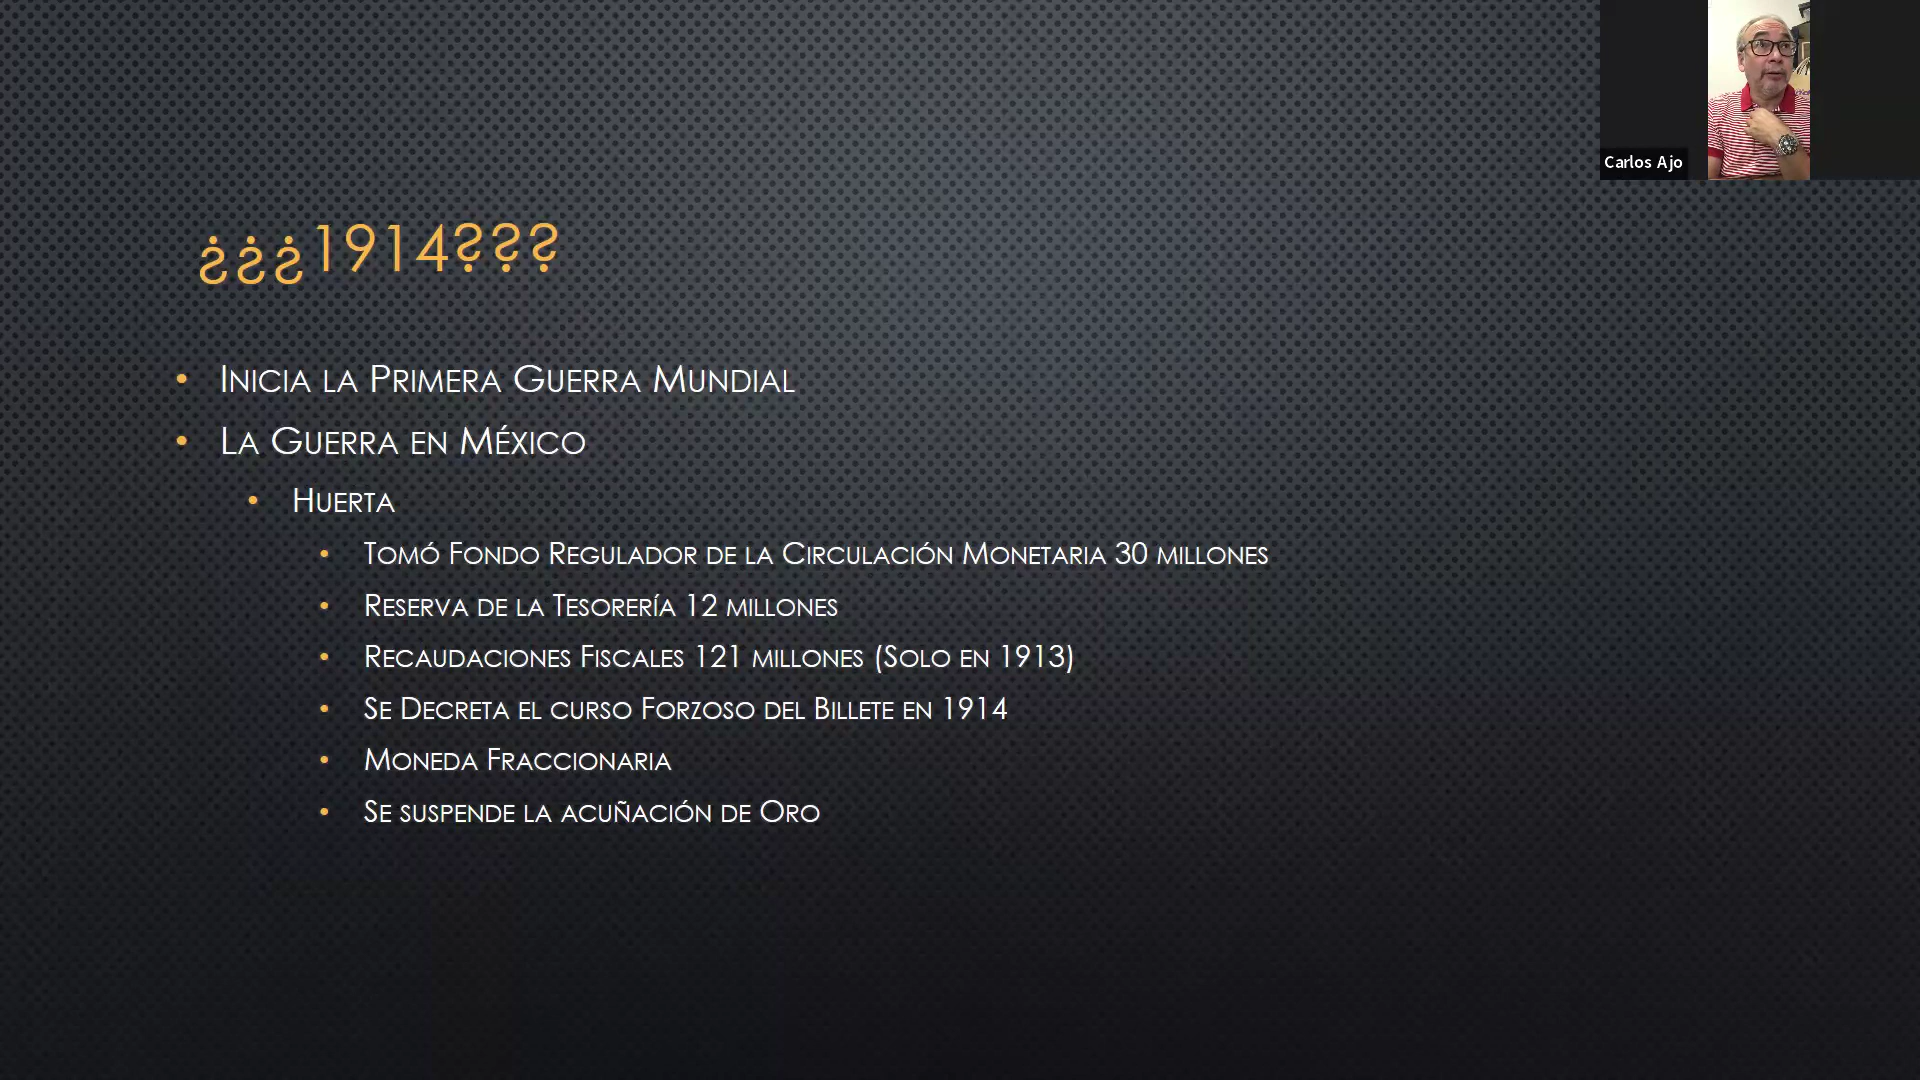 Carlos Ajo
¿¿¿1914???
• Inicia la Primera Guerra Mundial
• La Guerra en México
• Huerta
• Tomó Fondo Regulador de la Circulación Monetaria 30 millones
• Reserva de la Tesorería 12 millones
• Recaudaciones Fiscales 121 millones (Solo en 1913)
• Se Decreta el curso Forzoso del Billete en 1914
• Moneda Fraccionaria
• Se suspende la acuñación de Oro